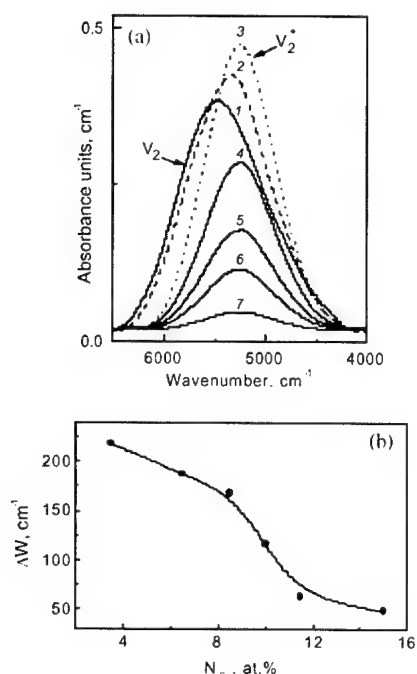 (a)
0.5
3
V₂*
2
1
V₂
4
5
6
7
0.0
Absorbance units, cm⁻¹
6000 5000 4000
Wavenumber, cm⁻¹
(b)
200
150
100
50
ΔW, cm⁻¹
4 8 12 16
at.%